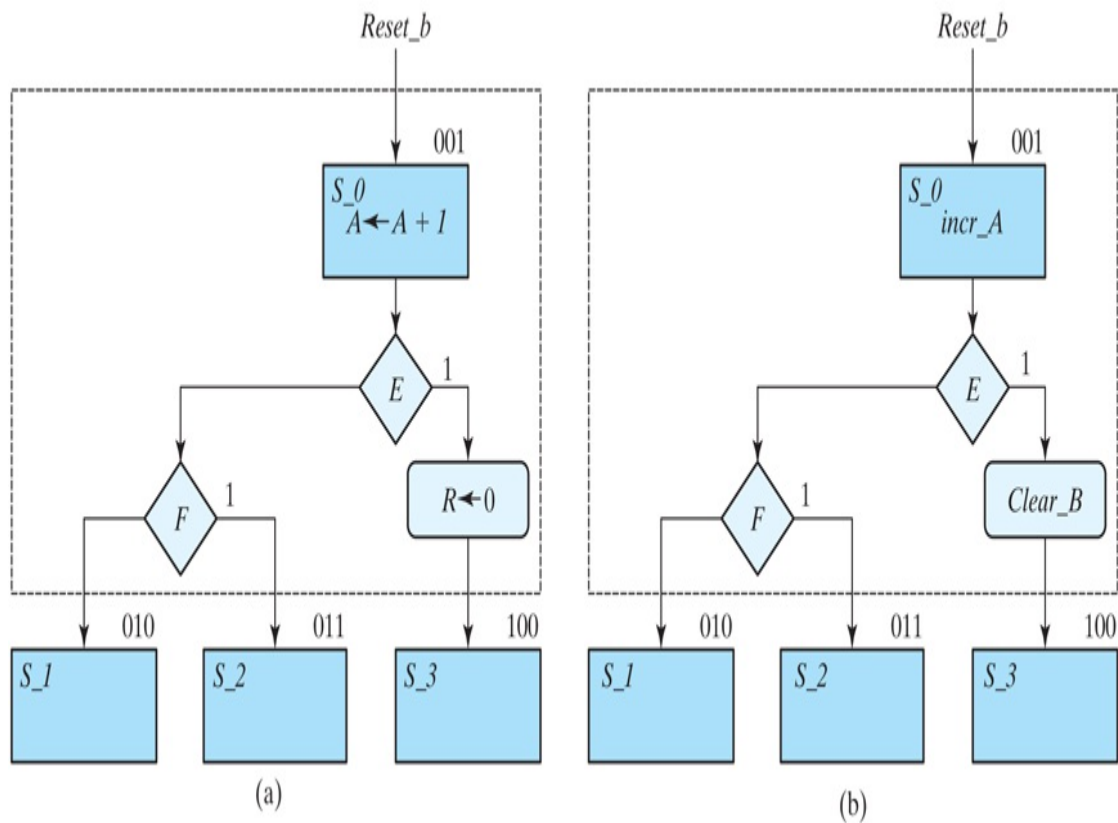 Reset_b
001
S_0
A ← A + 1
E
1
F
1
R ← 0
010
011
100
S_1
S_2
S_3
(a)
Reset_b
001
S_0
incr_A
E
1
F
1
Clear_B
010
011
100
S_1
S_2
S_3
(b)